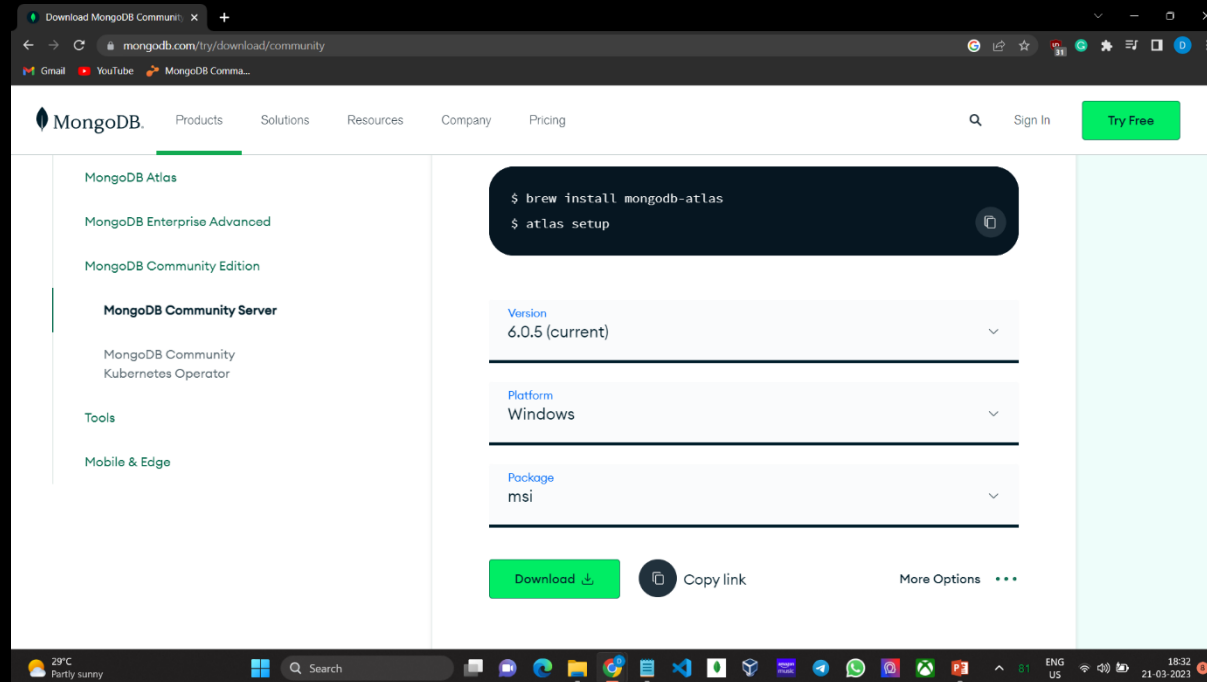 Download MongoDB Community
mongodb.com/try/download/community
31
D
Gmail
YouTube
MongoDB Comma...
MongoDB.
Products
Solutions
Resources
Company
Pricing
Sign In
Try Free
MongoDB Atlas
MongoDB Enterprise Advanced
MongoDB Community Edition
MongoDB Community Server
MongoDB Community
Kubernetes Operator
Tools
Mobile & Edge
$ brew install mongodb-atlas
$ atlas setup
Version
6.0.5 (current)
Platform
Windows
Package
msi
Download
Copy link
More Options
29°C
Partly sunny
Search
81
ENG
US
18:32
21-03-2023